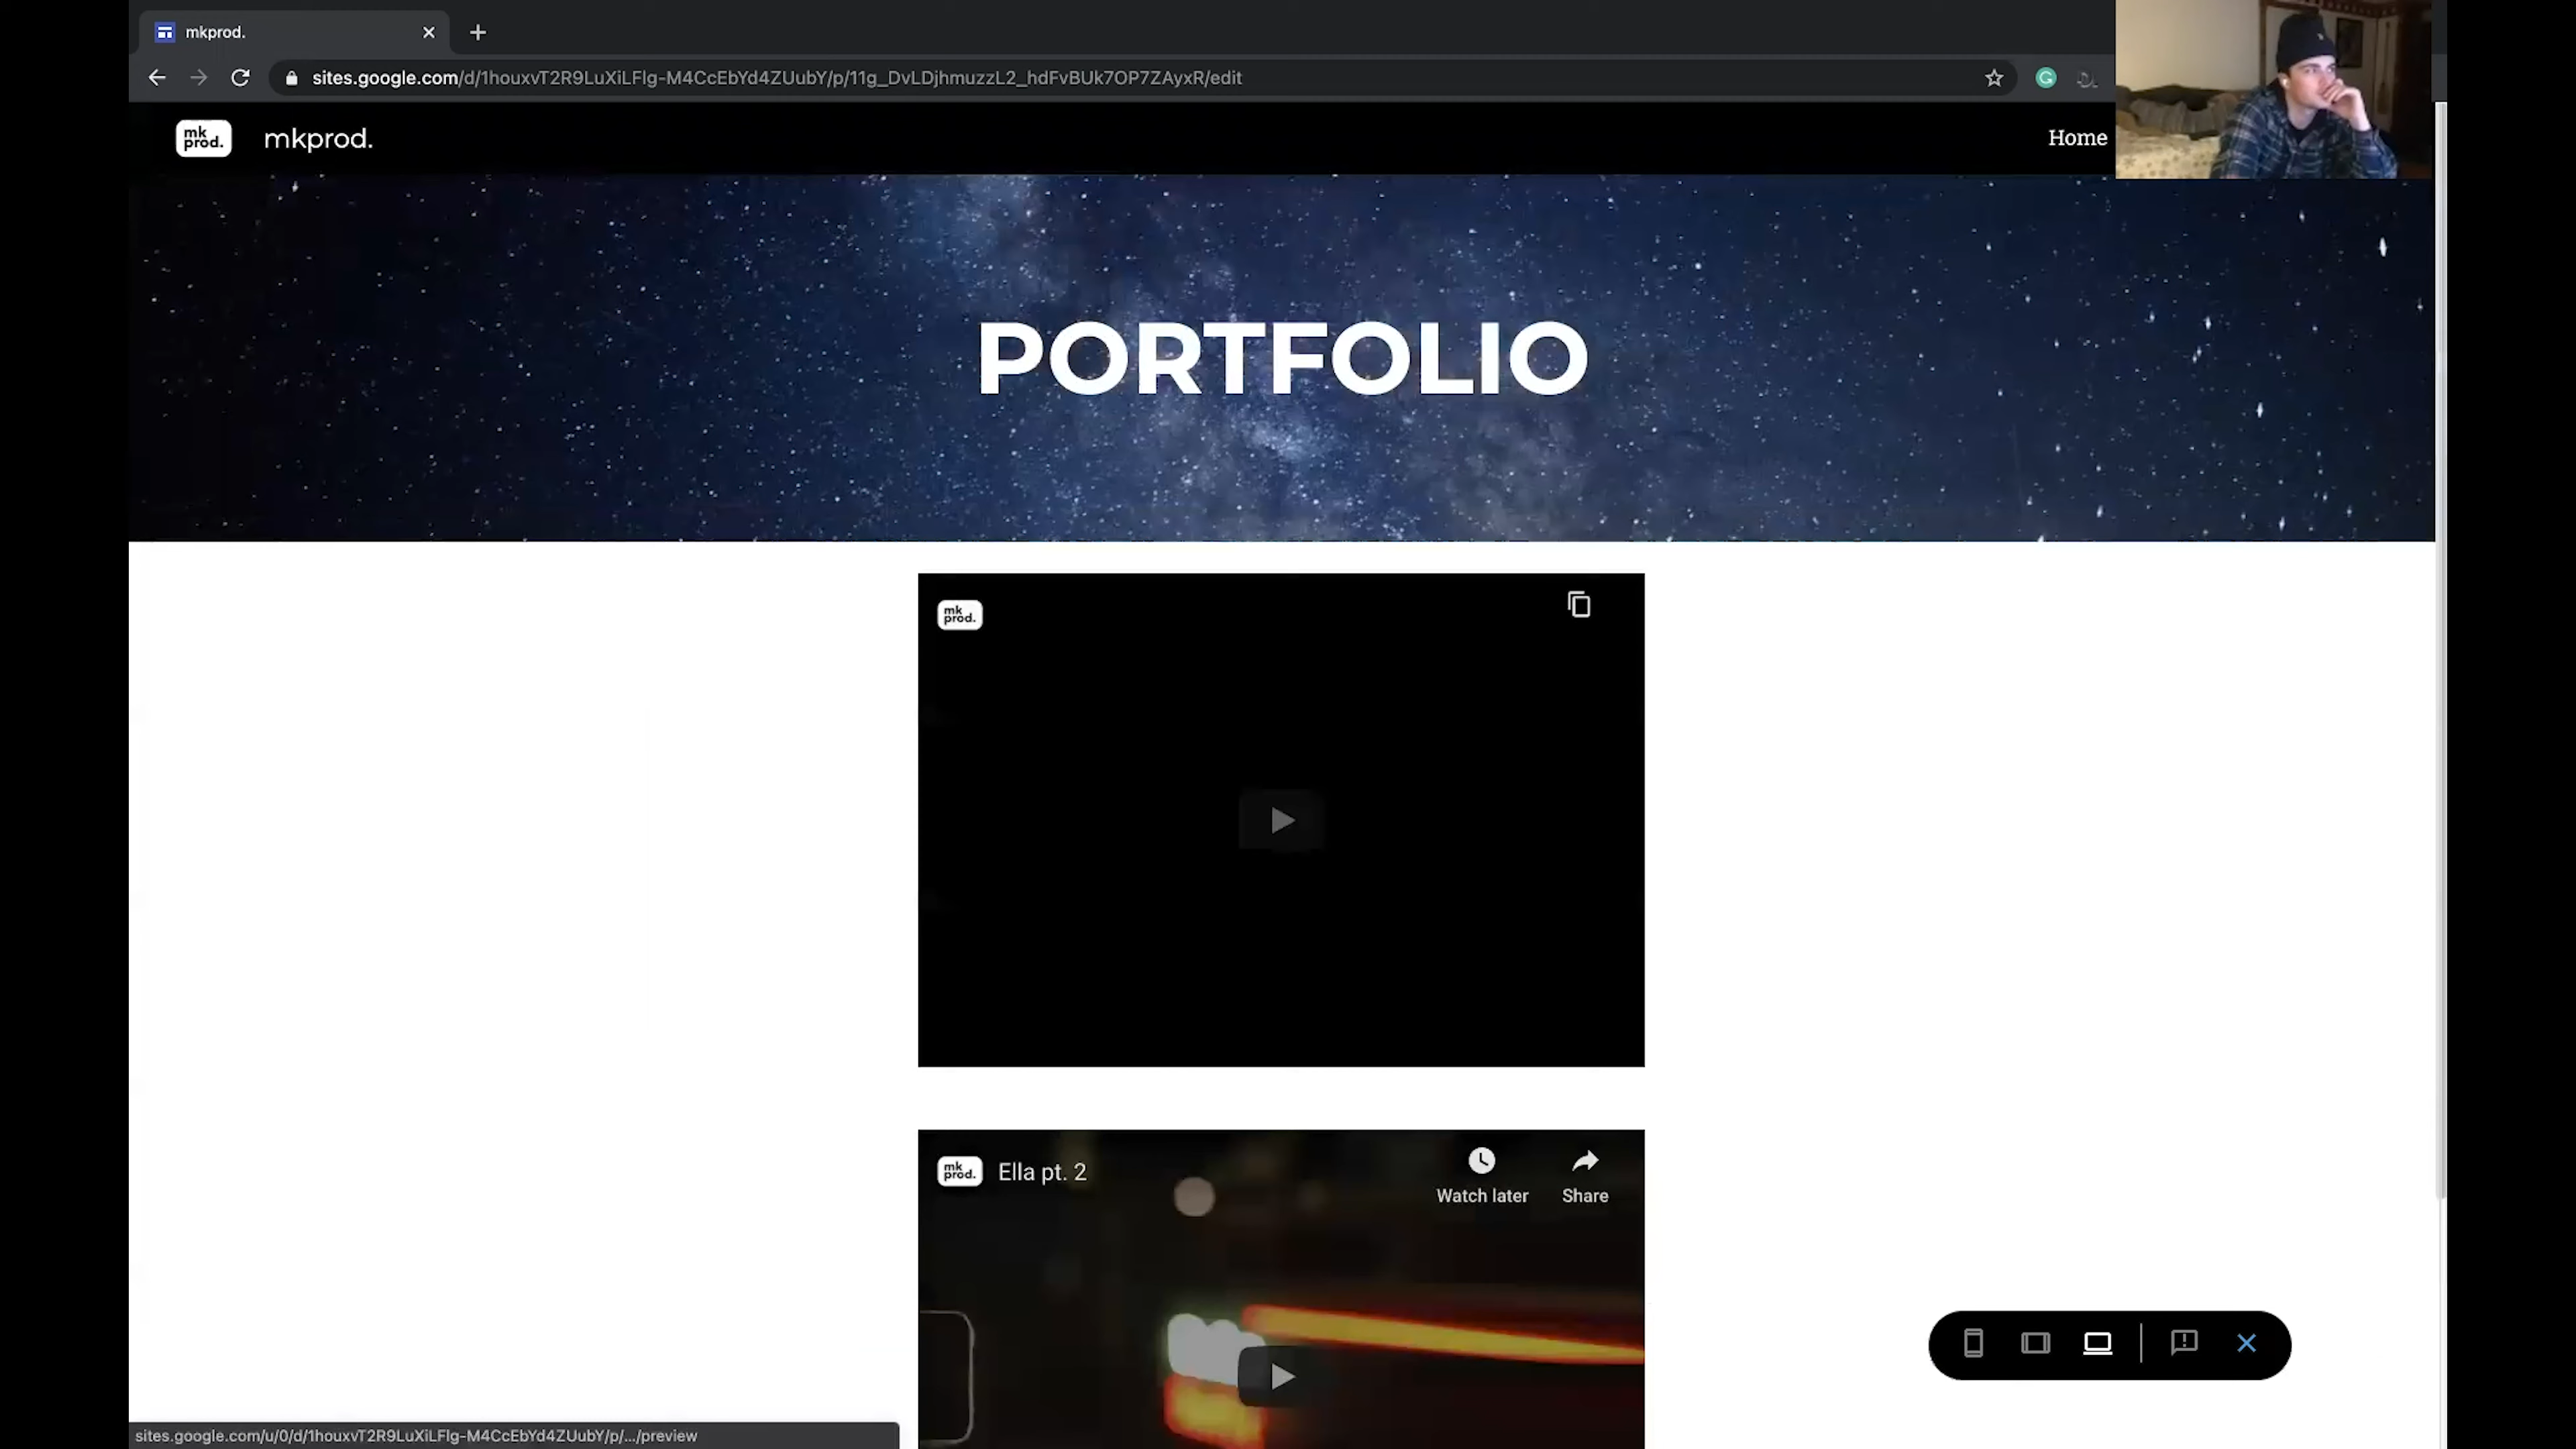 mkprod.
sites.google.com/d/1houxvT2R9LuXiLFlg-M4CcEbYd4ZUubY/p/11g_DvLDjhmuzzL2_hdFvBUk7OP7ZAyxR/edit
mk
prod.
mkprod.
Home
PORTFOLIO
mk
prod.
mk
prod.
Ella pt. 2
Watch later
Share
sites.google.com/u/0/d/1houxvT2R9LuXiLFlg-M4CcEbYd4ZUubY/p/.../preview